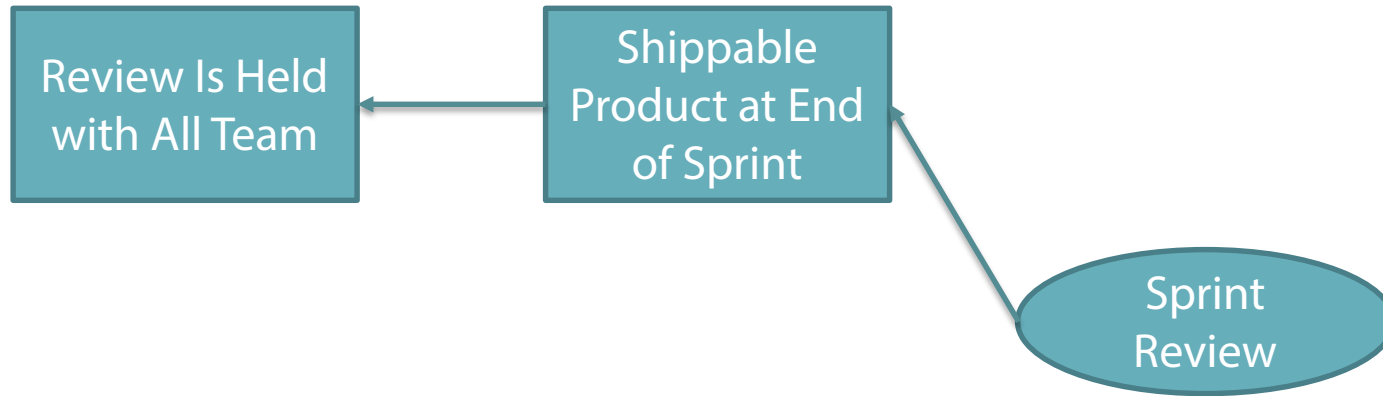 Review Is Held
with All Team
Shippable
Product at End
of Sprint
Sprint
Review